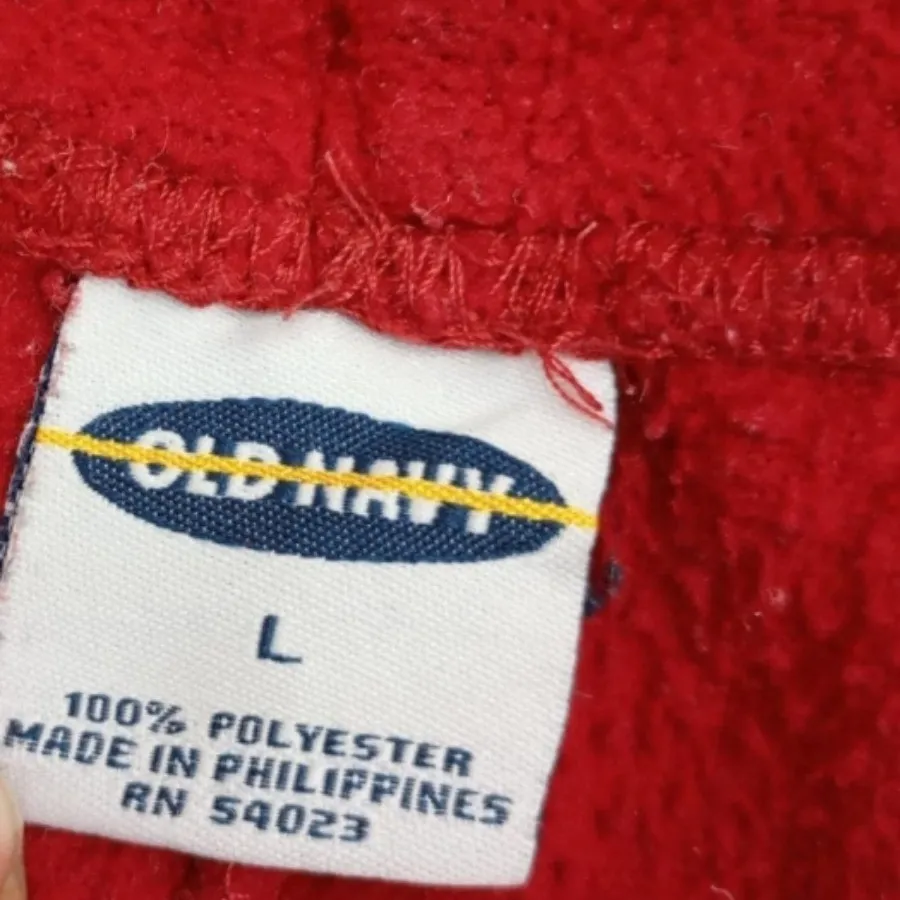 OLD NAVY
L
100% POLYESTER
MADE IN PHILIPPINES
RN 54023